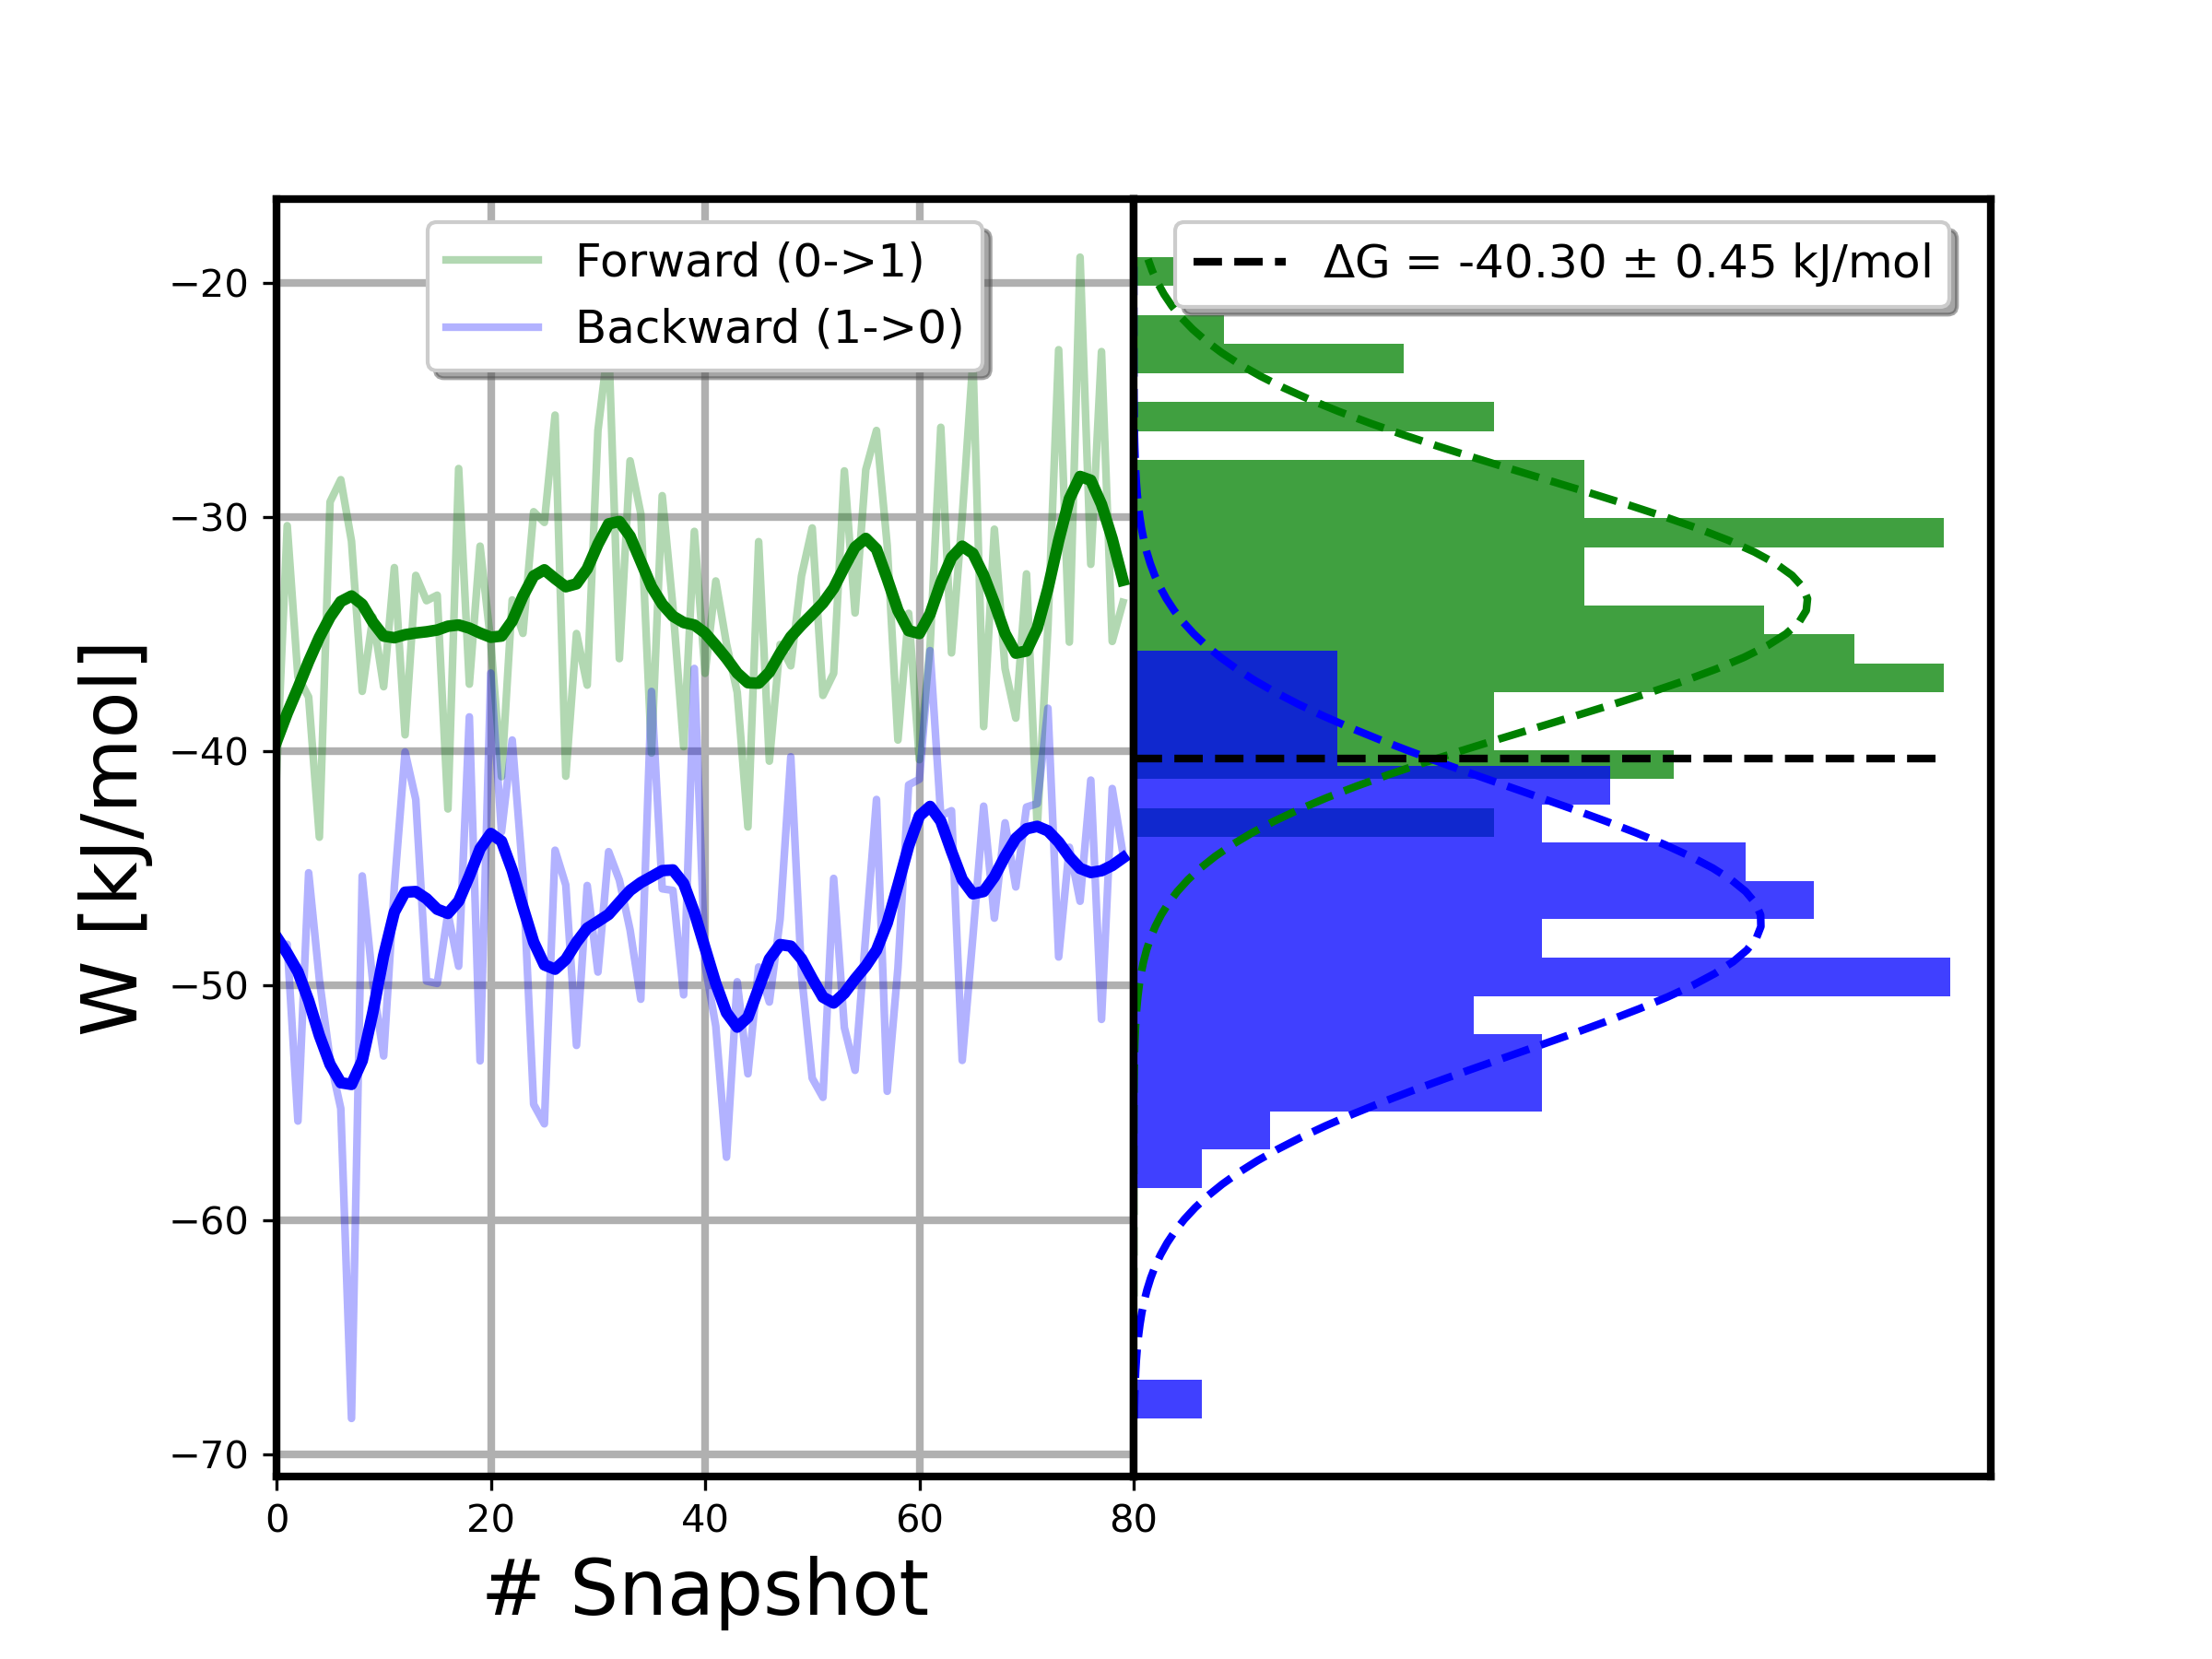 Forward (0->1)
Backward (1->0)
ΔG = -40.30 ± 0.45 kJ/mol
W [kJ/mol]
−20
−30
−40
−50
−60
−70
0 20 40 60 80
# Snapshot